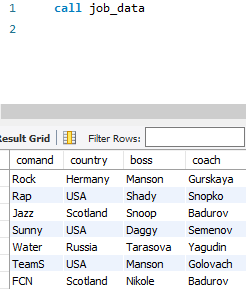 1 call job_data
2
Result Grid Filter Rows:
comand country boss coach
Rock Hermany Manson Gurskaya
Rap USA Shady Snopko
Jazz Scotland Snoop Badurov
Sunny USA Daggy Semenov
Water Russia Tarasova Yagudin
TeamS USA Manson Golovach
FCN Scotland Nikole Badurov